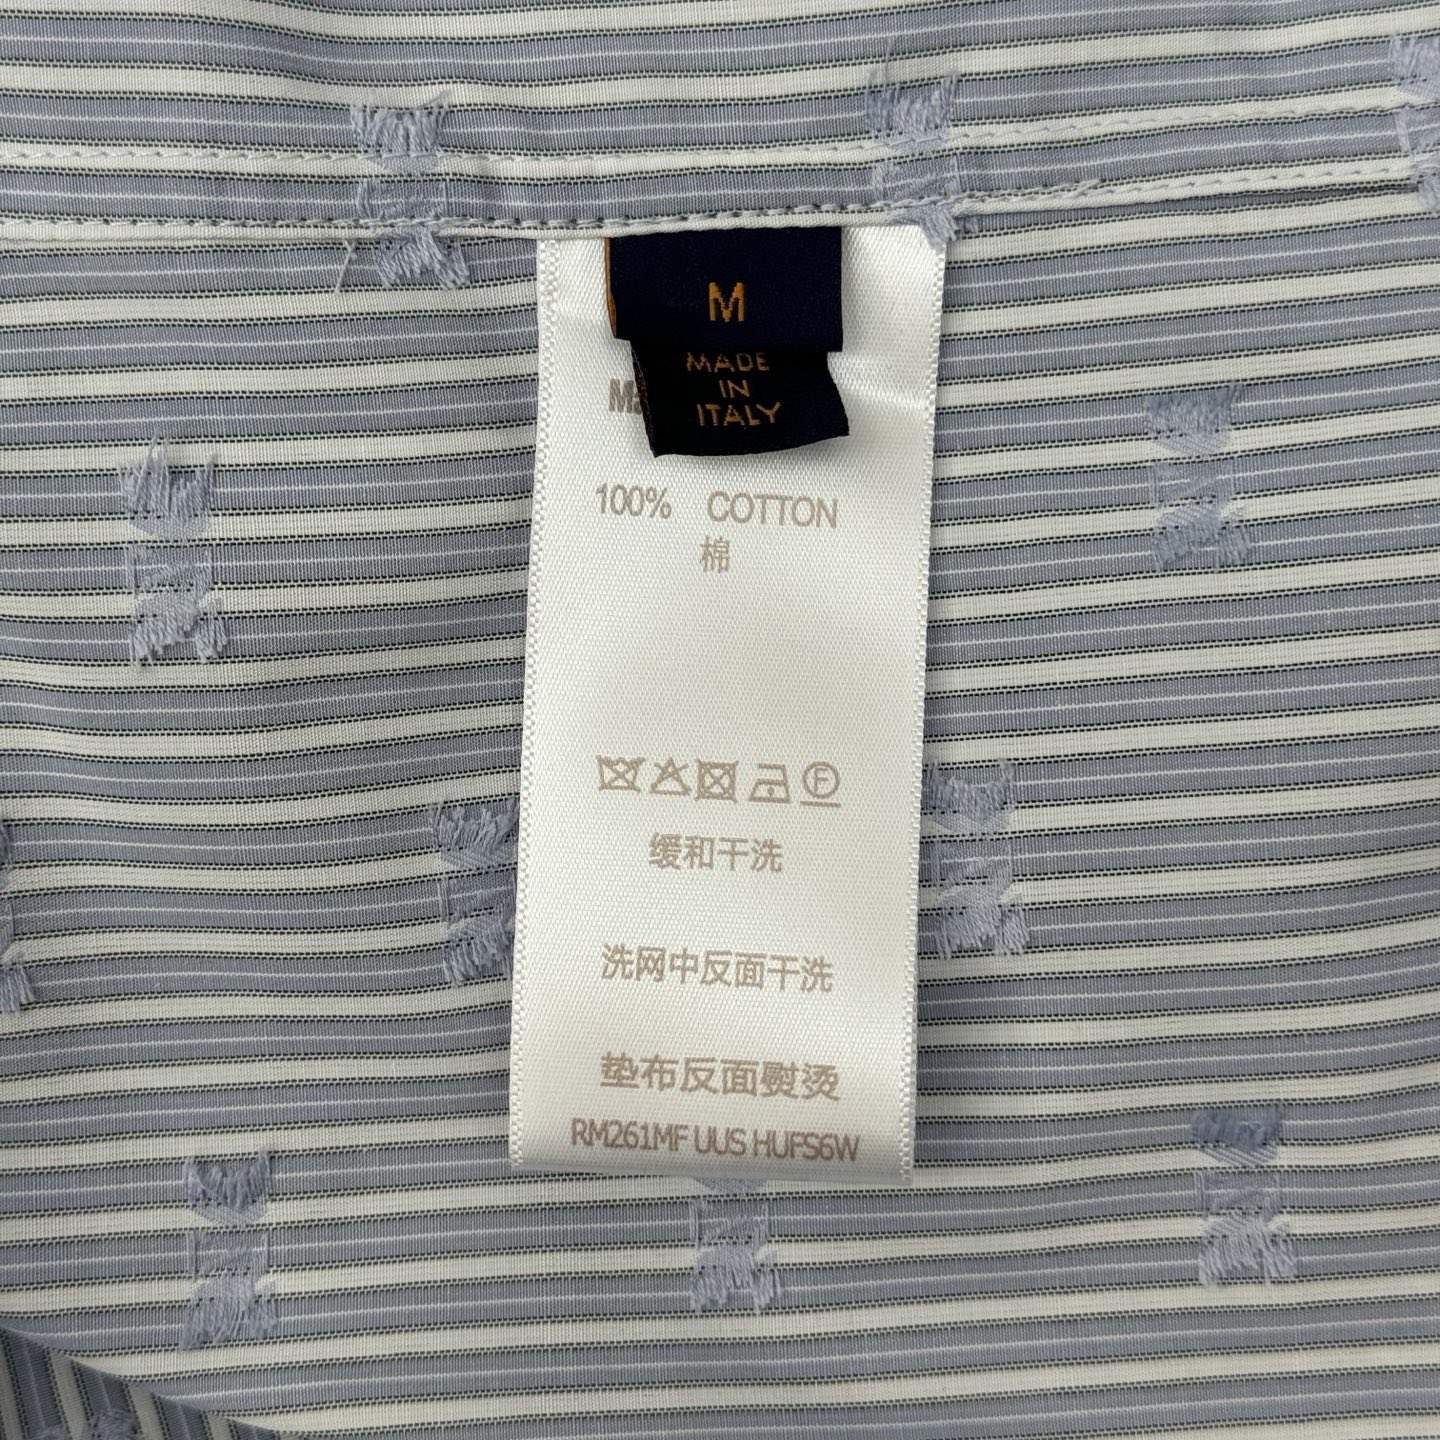 M
MADE
IN
ITALY
100% COTTON
棉
F
缓和干洗
洗网中反面干洗
垫布反面熨烫
RM261MF UUS HUFS6W